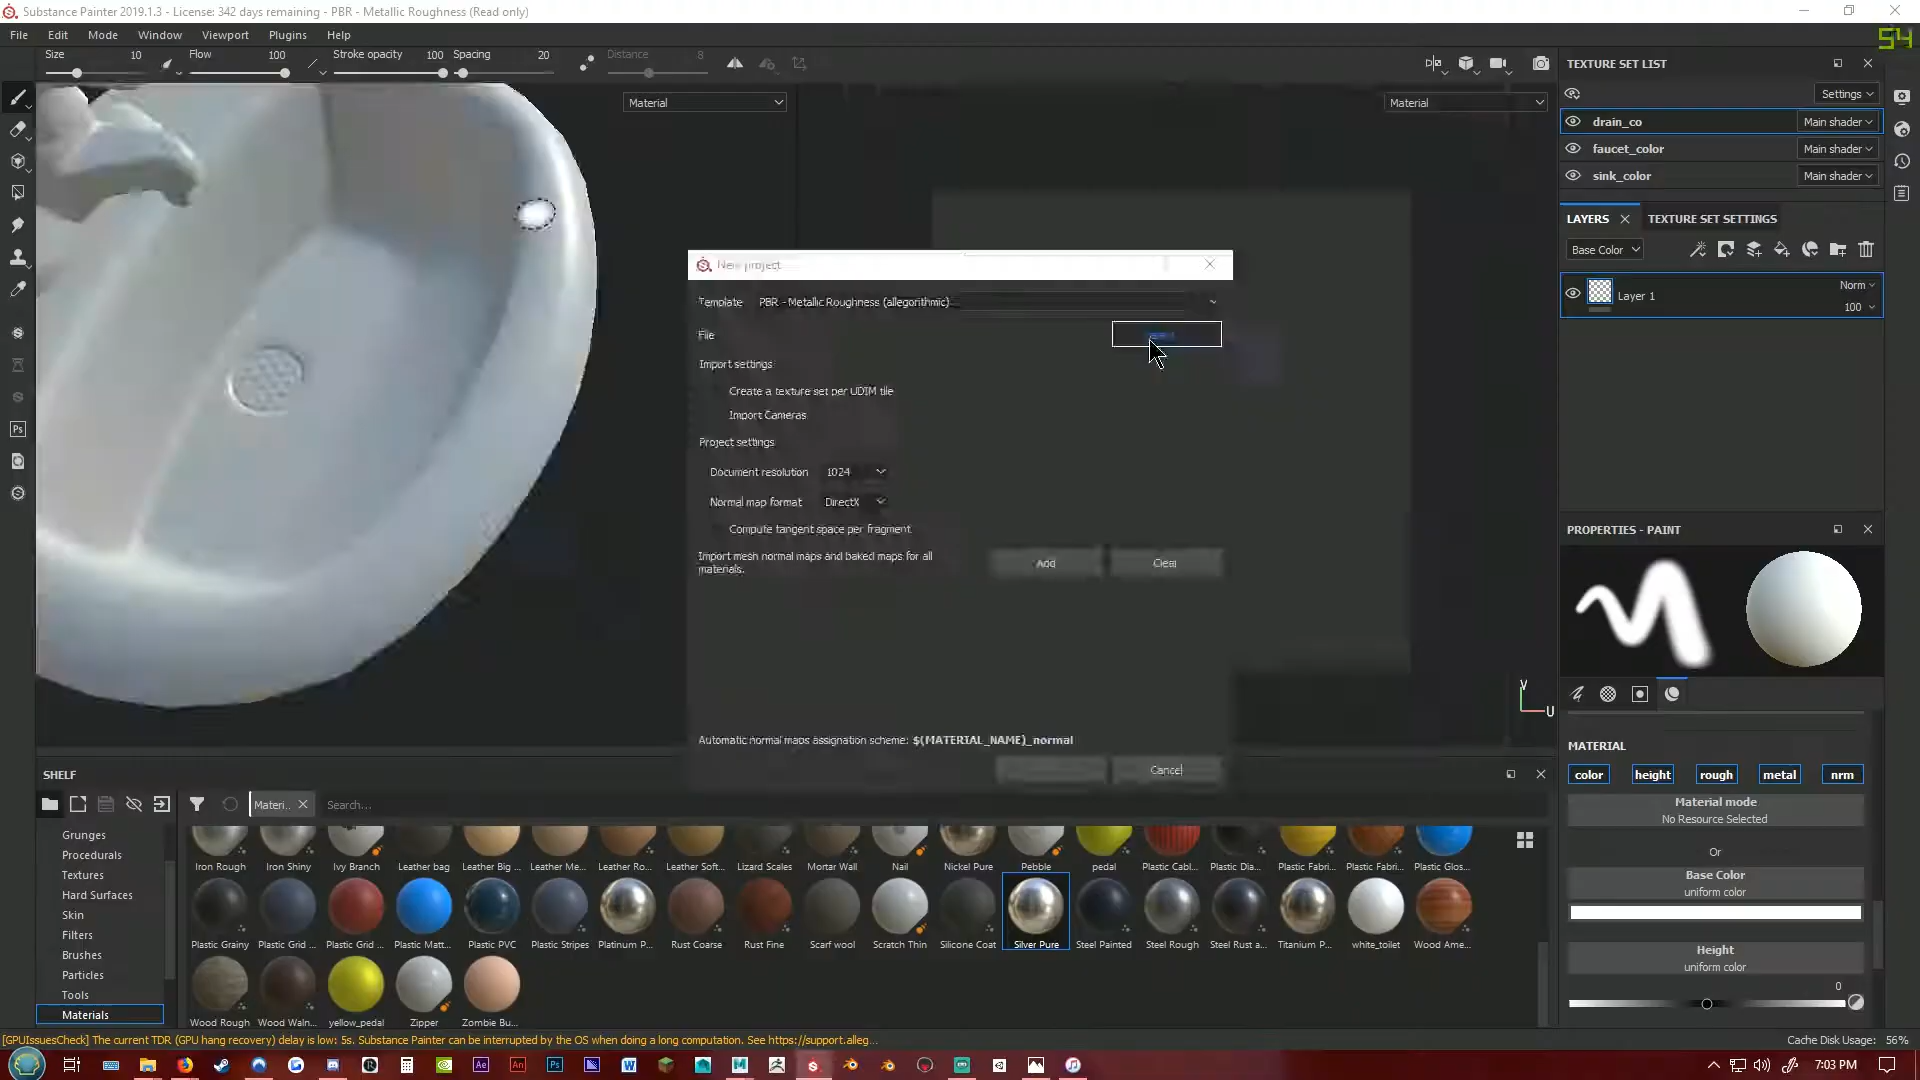 Substance Painter 2019.1.3 - License: 342 days remaining - PBR - Metallic Roughness (Read only)
File Edit Mode Window Viewport Plugins Help
54
Size 10 Flow 100 Stroke opacity 100 Spacing 20 Distance 8
Material
Material
New project
Template PBR - Metallic Roughness (allegorithmic)
File
Import settings
Create a texture set per UDIM tile
Import Cameras
Project settings
Document resolution 1024
Normal map format DirectX
Compute tangent space per fragment
Import mesh normal maps and baked maps for all
materials.
Add Clear
Automatic normal maps assignation scheme: $(MATERIAL_NAME)_normal
Cancel
V
U
TEXTURE SET LIST
Settings
drain_co Main shader
faucet_color Main shader
sink_color Main shader
LAYERS TEXTURE SET SETTINGS
Base Color
Layer 1 Norm
100
PROPERTIES - PAINT
MATERIAL
color height rough metal nrm
Material mode
No Resource Selected
Or
Base Color
uniform color
Height
uniform color
0
SHELF
Materi.. Search...
Grunges
Procedurals
Textures
Hard Surfaces
Skin
Filters
Brushes
Particles
Tools
Materials
Iron Rough Iron Shiny Ivy Branch Leather bag Leather Big ... Leather Me... Leather Ro... Leather Soft... Lizard Scales Mortar Wall Nail Nickel Pure Pebble pedal Plastic Cabl... Plastic Dia... Plastic Fabri... Plastic Fabri... Plastic Glos...
Plastic Grainy Plastic Grid ... Plastic Grid ... Plastic Matt... Plastic PVC Plastic Stripes Platinum P... Rust Coarse Rust Fine Scarf wool Scratch Thin Silicone Coat Silver Pure Steel Painted Steel Rough Steel Rust a... Titanium P... white_toilet Wood Ame...
Wood Rough Wood Waln... yellow_pedal Zipper Zombie Bu...
[GPUIssuesCheck] The current TDR (GPU hang recovery) delay is low: 5s. Substance Painter can be interrupted by the OS when doing a long computation. See https://support.alleg...
Cache Disk Usage: 56%
Ps
Ae An Ps W
7:03 PM